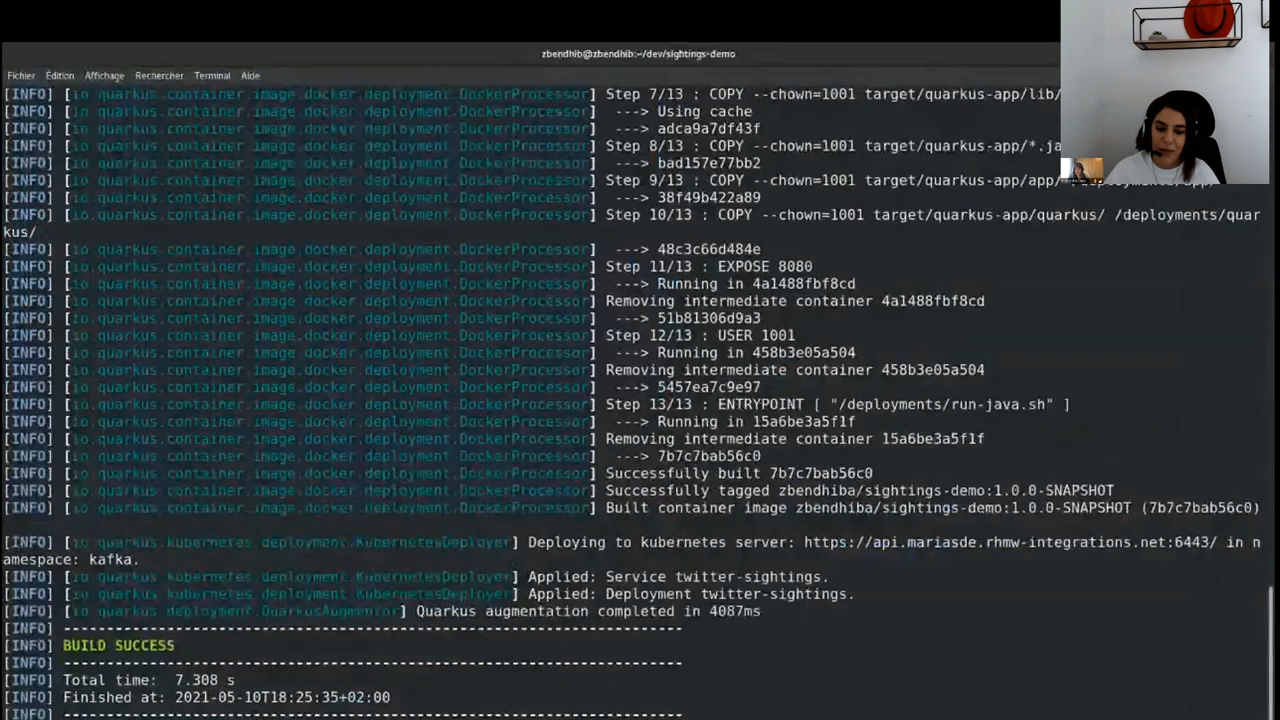 zbendhib@zbendhib:~/dev/sightings-demo
Fichier Édition Affichage Rechercher Terminal Aide
[INFO] [io.quarkus.container.image.docker.deployment.DockerProcessor] Step 7/13 : COPY --chown=1001 target/quarkus-app/lib/
[INFO] [io.quarkus.container.image.docker.deployment.DockerProcessor]  ---> Using cache
[INFO] [io.quarkus.container.image.docker.deployment.DockerProcessor]  ---> adca9a7df43f
[INFO] [io.quarkus.container.image.docker.deployment.DockerProcessor] Step 8/13 : COPY --chown=1001 target/quarkus-app/*.ja
[INFO] [io.quarkus.container.image.docker.deployment.DockerProcessor]  ---> bad157e77bb2
[INFO] [io.quarkus.container.image.docker.deployment.DockerProcessor] Step 9/13 : COPY --chown=1001 target/quarkus-app/app
[INFO] [io.quarkus.container.image.docker.deployment.DockerProcessor]  ---> 38f49b422a89
[INFO] [io.quarkus.container.image.docker.deployment.DockerProcessor] Step 10/13 : COPY --chown=1001 target/quarkus-app/quarkus/ /deployments/quar
kus/
[INFO] [io.quarkus.container.image.docker.deployment.DockerProcessor]  ---> 48c3c66d484e
[INFO] [io.quarkus.container.image.docker.deployment.DockerProcessor] Step 11/13 : EXPOSE 8080
[INFO] [io.quarkus.container.image.docker.deployment.DockerProcessor]  ---> Running in 4a1488fbf8cd
[INFO] [io.quarkus.container.image.docker.deployment.DockerProcessor] Removing intermediate container 4a1488fbf8cd
[INFO] [io.quarkus.container.image.docker.deployment.DockerProcessor]  ---> 51b81306d9a3
[INFO] [io.quarkus.container.image.docker.deployment.DockerProcessor] Step 12/13 : USER 1001
[INFO] [io.quarkus.container.image.docker.deployment.DockerProcessor]  ---> Running in 458b3e05a504
[INFO] [io.quarkus.container.image.docker.deployment.DockerProcessor] Removing intermediate container 458b3e05a504
[INFO] [io.quarkus.container.image.docker.deployment.DockerProcessor]  ---> 5457ea7c9e97
[INFO] [io.quarkus.container.image.docker.deployment.DockerProcessor] Step 13/13 : ENTRYPOINT [ "/deployments/run-java.sh" ]
[INFO] [io.quarkus.container.image.docker.deployment.DockerProcessor]  ---> Running in 15a6be3a5f1f
[INFO] [io.quarkus.container.image.docker.deployment.DockerProcessor] Removing intermediate container 15a6be3a5f1f
[INFO] [io.quarkus.container.image.docker.deployment.DockerProcessor]  ---> 7b7c7bab56c0
[INFO] [io.quarkus.container.image.docker.deployment.DockerProcessor] Successfully built 7b7c7bab56c0
[INFO] [io.quarkus.container.image.docker.deployment.DockerProcessor] Successfully tagged zbendhiba/sightings-demo:1.0.0-SNAPSHOT
[INFO] [io.quarkus.container.image.docker.deployment.DockerProcessor] Built container image zbendhiba/sightings-demo:1.0.0-SNAPSHOT (7b7c7bab56c0)
[INFO] [io.quarkus.kubernetes.deployment.KubernetesDeployer] Deploying to kubernetes server: https://api.mariasde.rhmw-integrations.net:6443/ in n
amespace: kafka.
[INFO] [io.quarkus.kubernetes.deployment.KubernetesDeployer] Applied: Service twitter-sightings.
[INFO] [io.quarkus.kubernetes.deployment.KubernetesDeployer] Applied: Deployment twitter-sightings.
[INFO] [io.quarkus.deployment.QuarkusAugmentor] Quarkus augmentation completed in 4087ms
[INFO] ------------------------------------------------------------------------
[INFO] BUILD SUCCESS
[INFO] ------------------------------------------------------------------------
[INFO] Total time:  7.308 s
[INFO] Finished at: 2021-05-10T18:25:35+02:00
[INFO] ------------------------------------------------------------------------